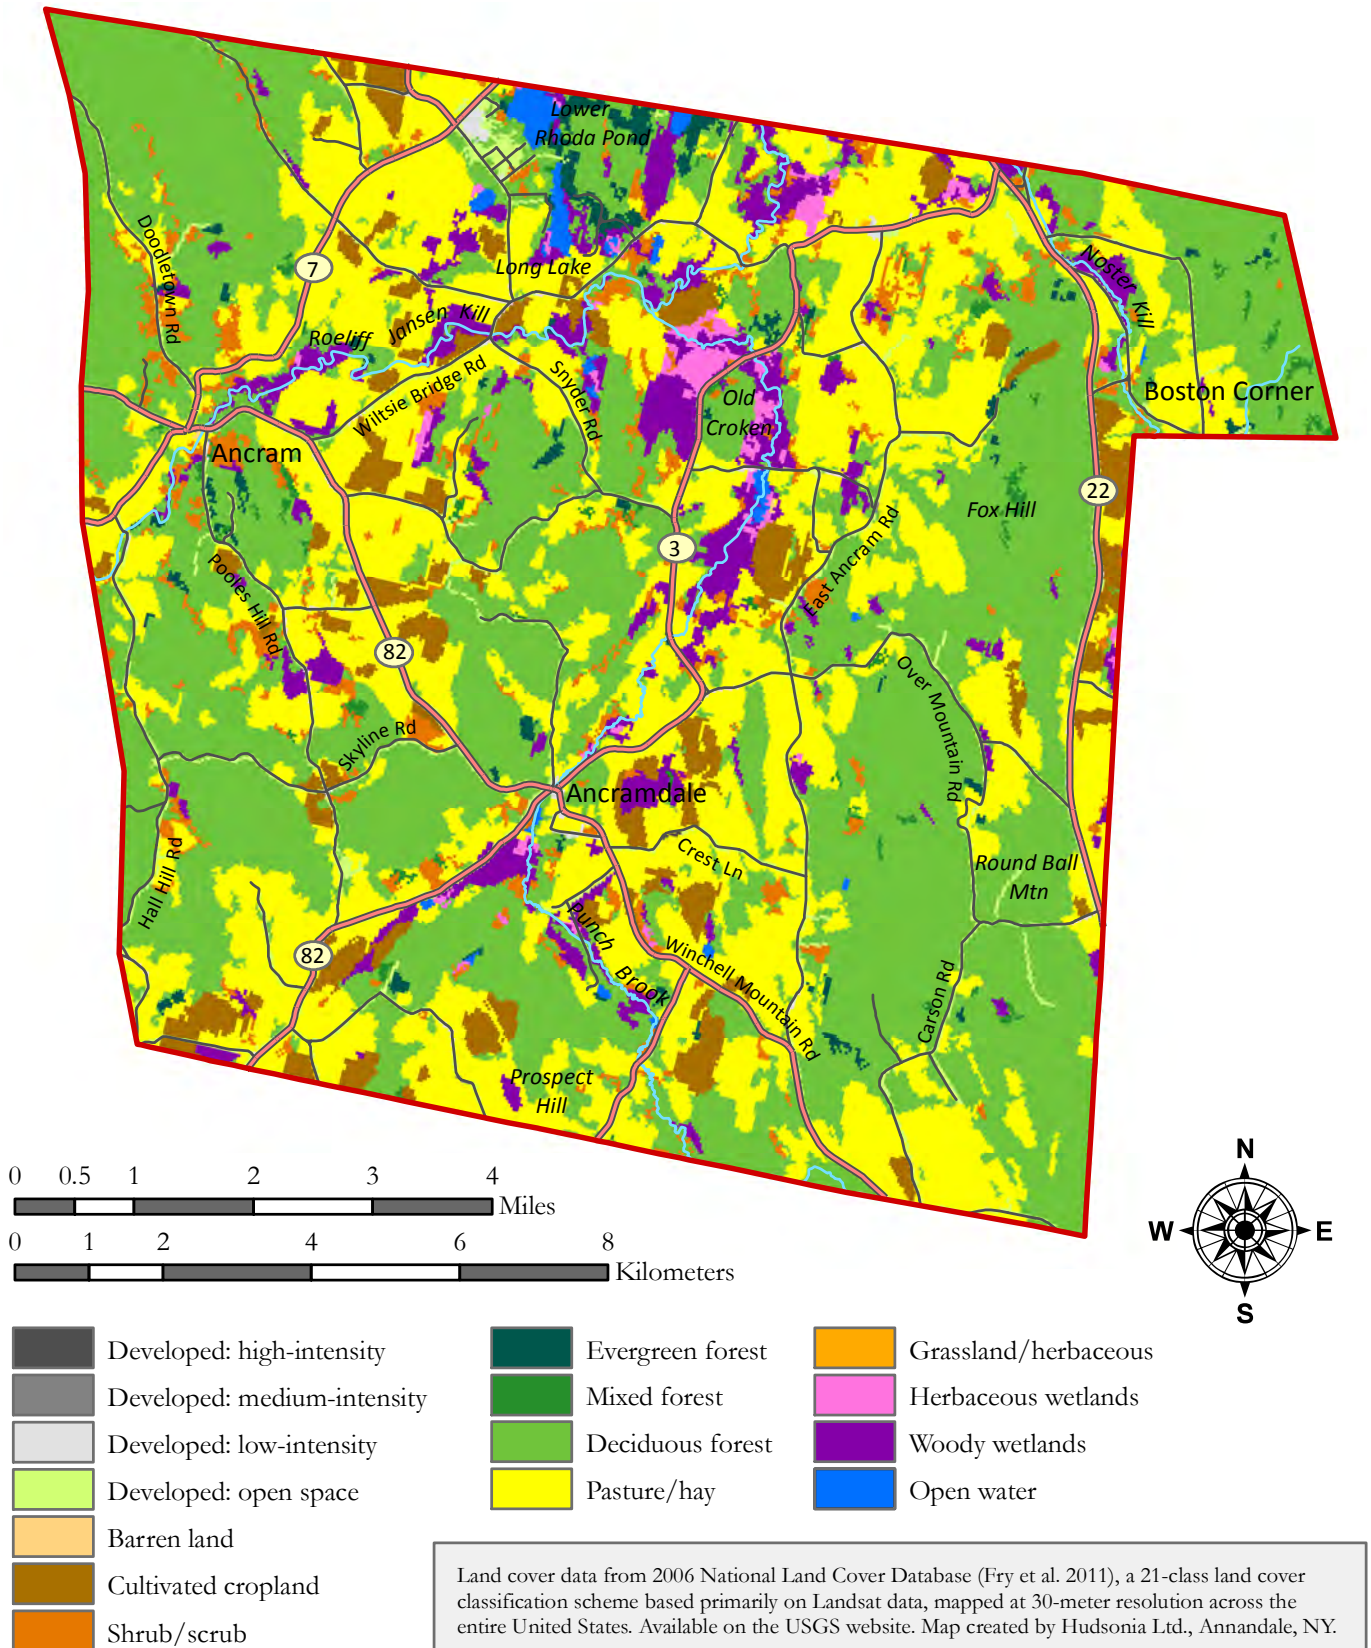 Lower
Rhoda Pond
Doodletown Rd
7
Long Lake
Noster Kill
Roeliff Jansen Kill
Wiltsie Bridge Rd
Snyder Rd
Old
Croken
Boston Corner
Ancram
22
Fox Hill
3
East Ancram Rd
Pooles Hill Rd
82
Over Mountain Rd
Skyline Rd
Ancramdale
Crest Ln
Round Ball
Mtn
Hall Hill Rd
Punch Brook
82
Winchell Mountain Rd
Carson Rd
Prospect
Hill
0 0.5 1 2 3 4
Miles
0 1 2 4 6 8
Kilometers
N
W E
S
Developed: high-intensity
Developed: medium-intensity
Developed: low-intensity
Developed: open space
Barren land
Cultivated cropland
Shrub/scrub
Evergreen forest
Mixed forest
Deciduous forest
Pasture/hay
Grassland/herbaceous
Herbaceous wetlands
Woody wetlands
Open water
Land cover data from 2006 National Land Cover Database (Fry et al. 2011), a 21-class land cover
classification scheme based primarily on Landsat data, mapped at 30-meter resolution across the
entire United States. Available on the USGS website. Map created by Hudsonia Ltd., Annandale, NY.